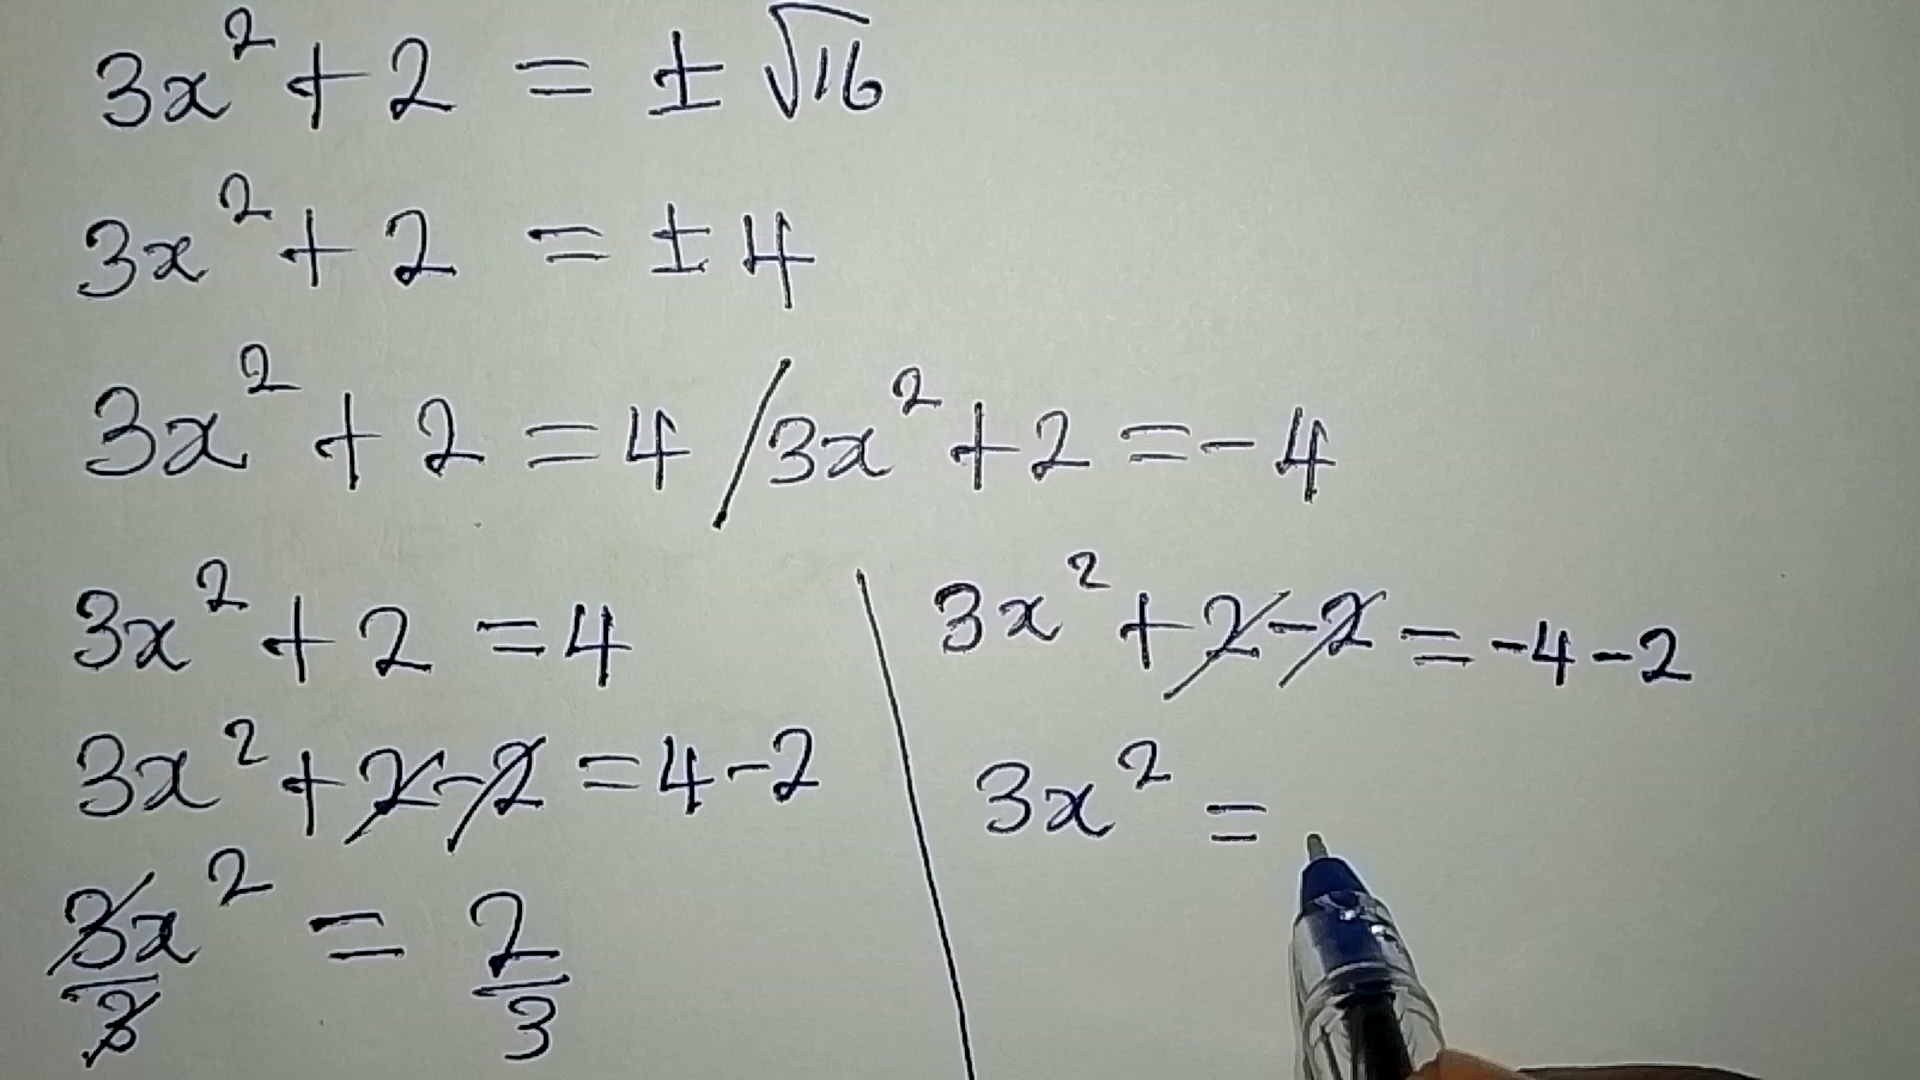 3x² + 2 = ± √16
3x² + 2 = ± 4
3x² + 2 = 4 / 3x² + 2 = - 4
3x² + 2 = 4
3x² + 2 - 2 = 4 - 2
3x²/3 = 2/3
3x² + 2 - 2 = -4 - 2
3x² =